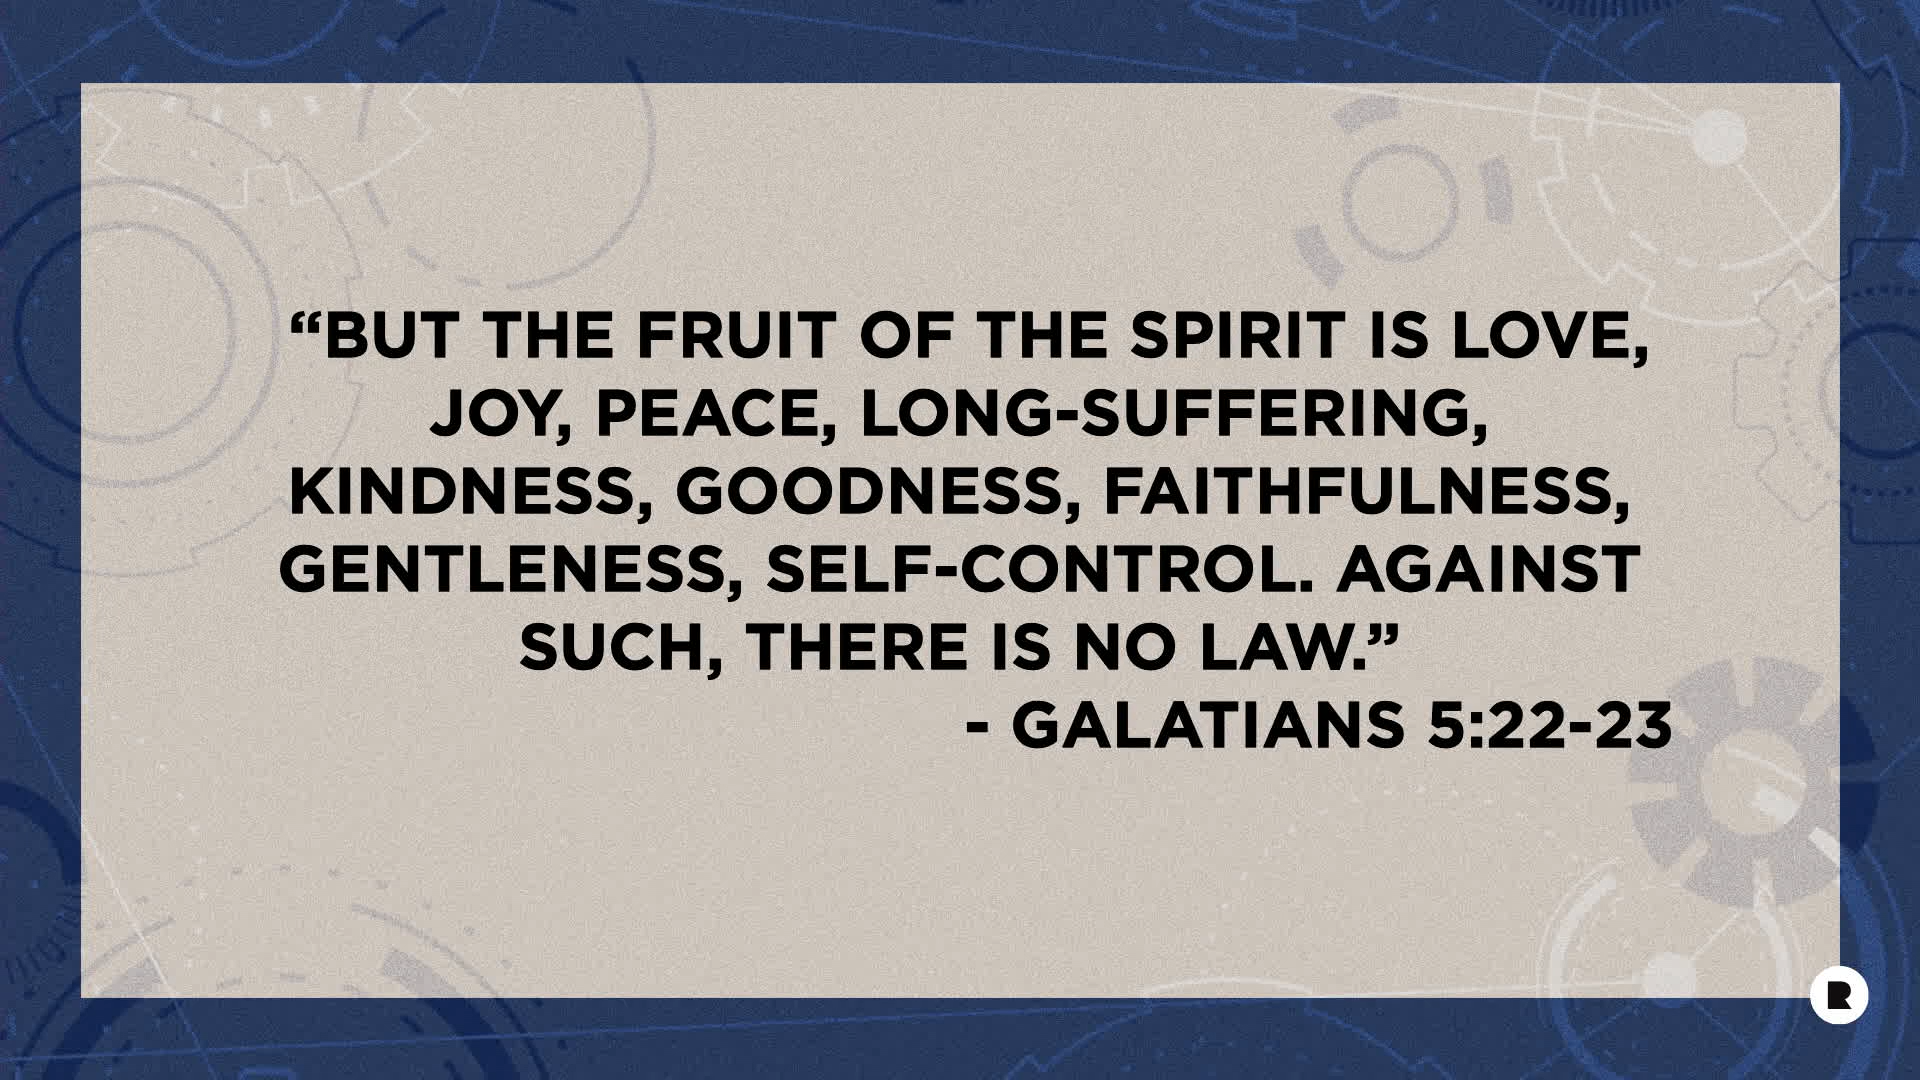 “BUT THE FRUIT OF THE SPIRIT IS LOVE,
JOY, PEACE, LONG-SUFFERING,
KINDNESS, GOODNESS, FAITHFULNESS,
GENTLENESS, SELF-CONTROL. AGAINST
SUCH, THERE IS NO LAW.”
- GALATIANS 5:22-23
R